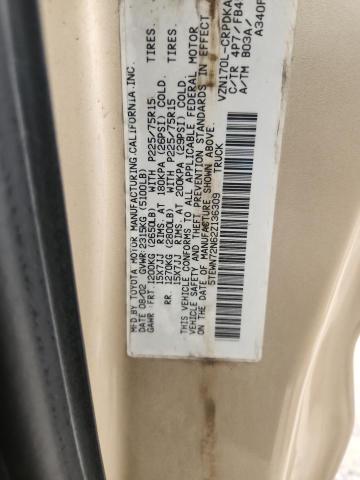 MFD.BY TOYOTA MOTOR MANUFACTURING,CALIFORNIA,INC.
DATE 08/02 GVWR:2315KG(5100LB)
GAWR: FRT.1200KG(2650LB) WITH P225/75R15 TIRES.
15X7JJ RIMS. AT 180KPA (26PSI) COLD.
RR. 1270KG(2800LB) WITH P225/75R15 TIRES.
15X7JJ RIMS. AT 200KPA (29PSI) COLD.
THIS VEHICLE CONFORMS TO ALL APPLICABLE FEDERAL MOTOR
VEHICLE SAFETY AND THEFT PREVENTION STANDARDS IN EFFECT
ON THE DATE OF MANUFACTURE SHOWN ABOVE.
5TEWN72N62Z136309 TRUCK
VZN170L-CRPDKA
C/TR 4P7/FB4
A/TM B03A/
A340F